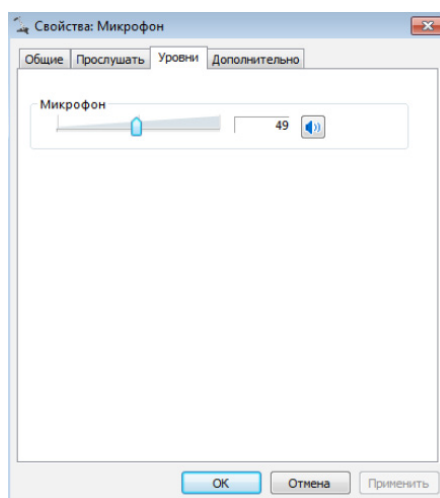 Свойства: Микрофон
Общие Прослушать Уровни Дополнительно
Микрофон
49
OK Отмена Применить